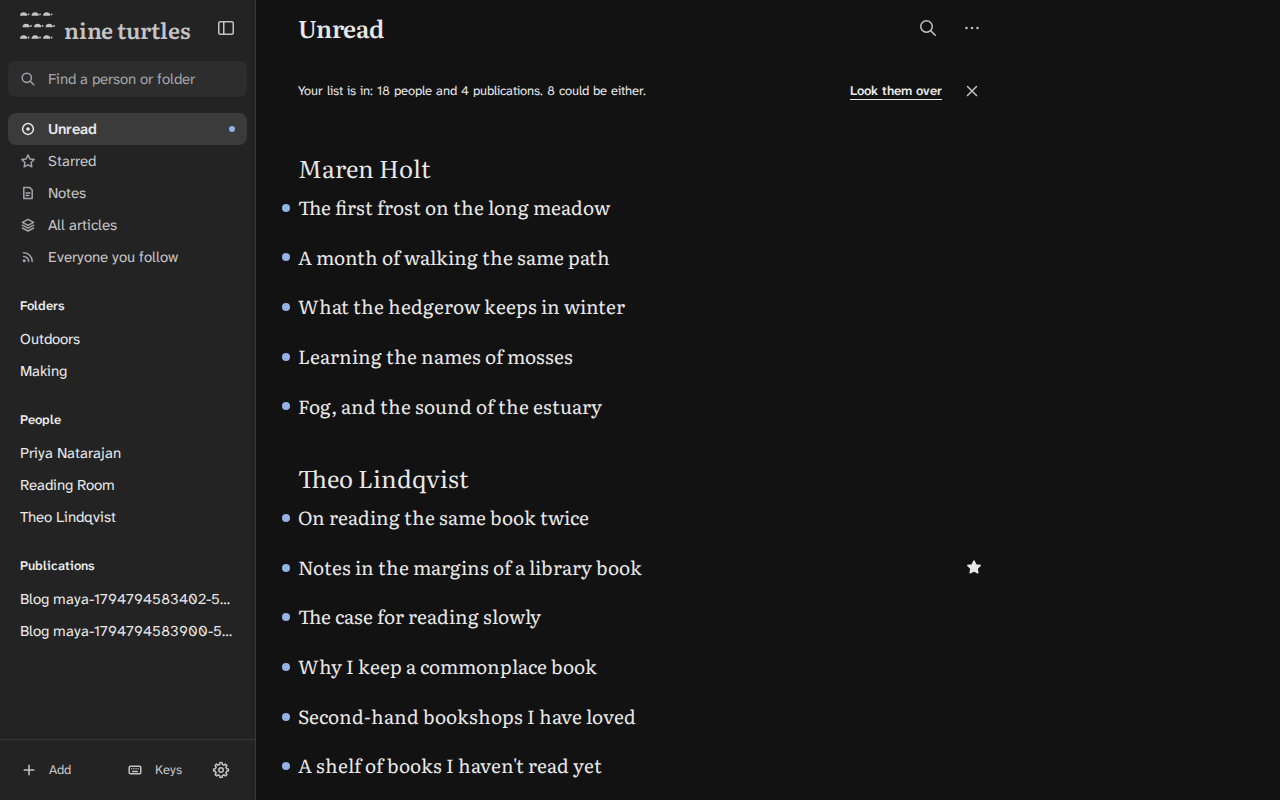 nine turtles
Find a person or folder
Unread
Starred
Notes
All articles
Everyone you follow
Folders
Outdoors
Making
People
Priya Natarajan
Reading Room
Theo Lindqvist
Publications
Blog maya-1794794583402-5...
Blog maya-1794794583900-5...
Add
Keys
Unread
Your list is in: 18 people and 4 publications. 8 could be either.
Look them over
Maren Holt
The first frost on the long meadow
A month of walking the same path
What the hedgerow keeps in winter
Learning the names of mosses
Fog, and the sound of the estuary
Theo Lindqvist
On reading the same book twice
Notes in the margins of a library book
The case for reading slowly
Why I keep a commonplace book
Second-hand bookshops I have loved
A shelf of books I haven't read yet